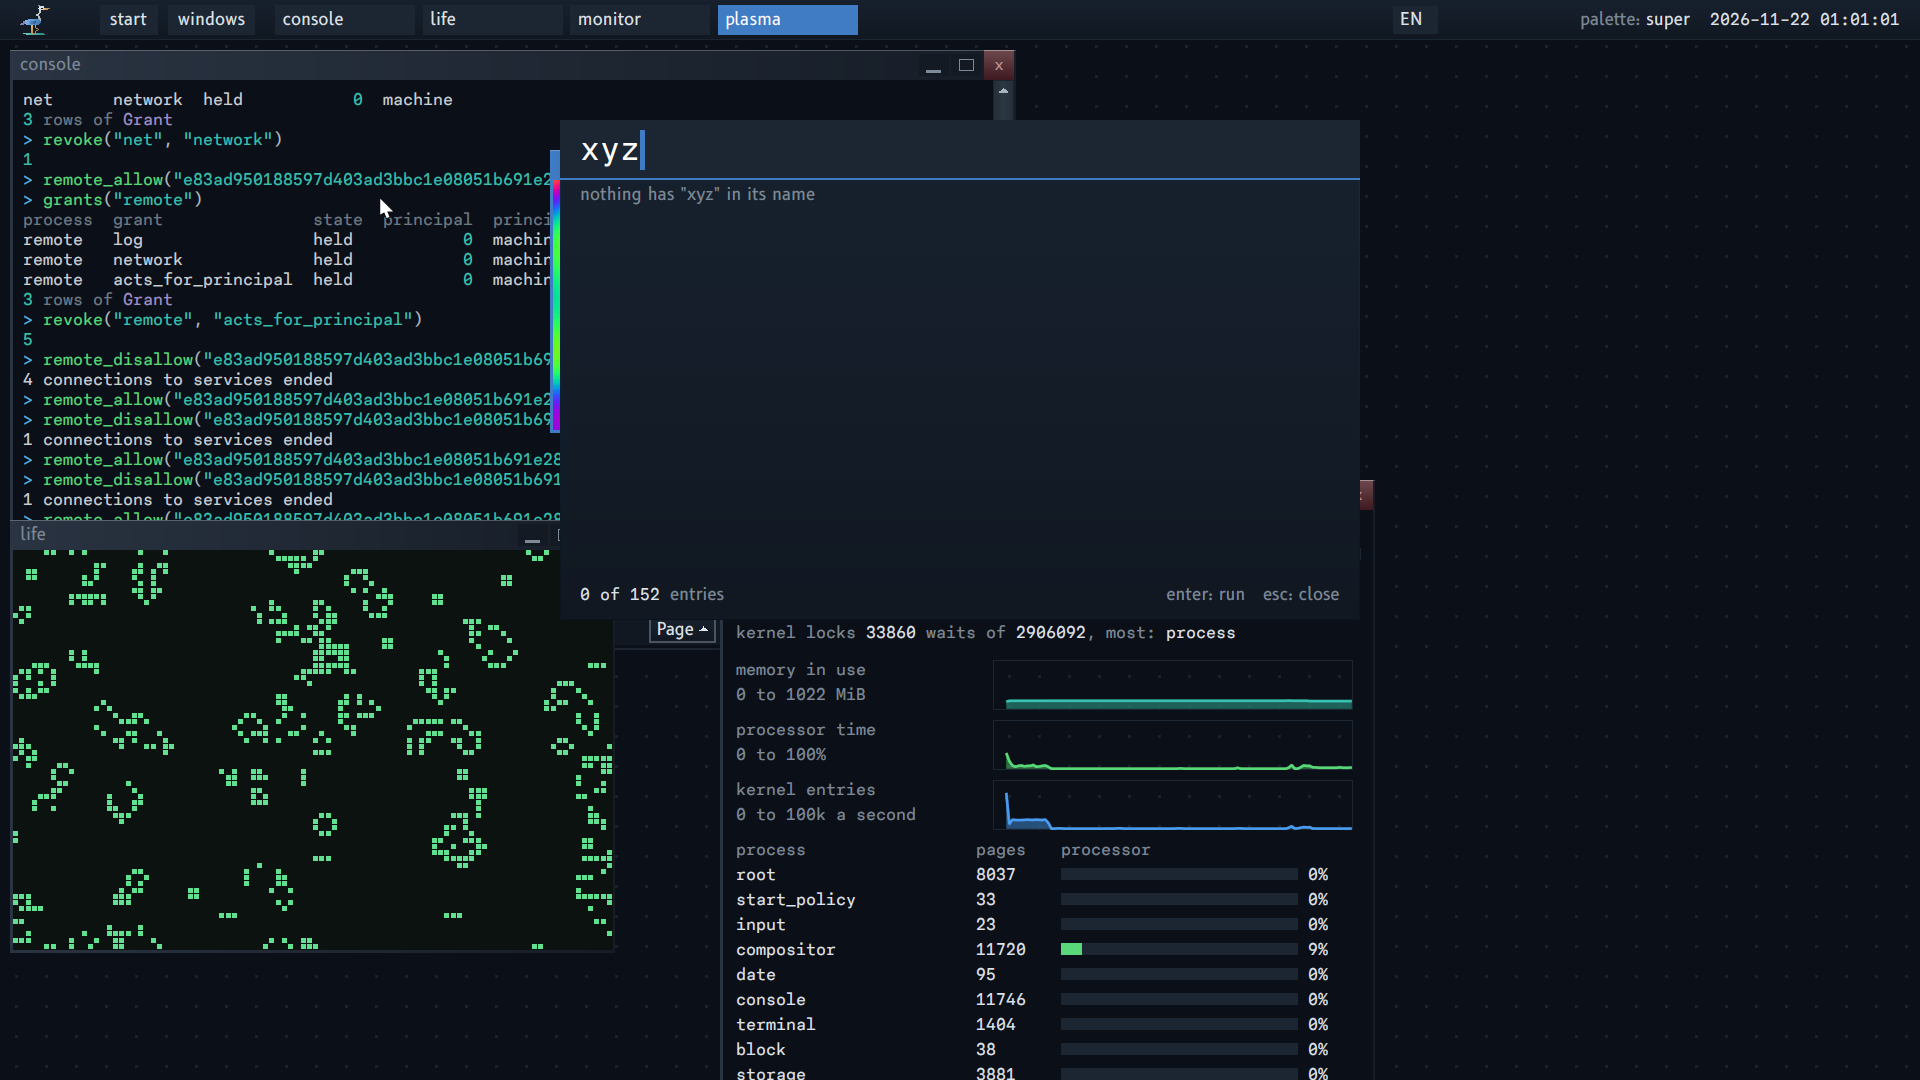 start windows console life monitor plasma EN palette: super 2026-11-22 01:01:01
console x
net network held 0 machine
3 rows of Grant
> revoke("net", "network")
1
> remote_allow("e83ad950188597d403ad3bbc1e08051b691e2
> grants("remote")
process grant state principal princi
remote log held 0 machin
remote network held 0 machin
remote acts_for_principal held 0 machin
3 rows of Grant
> revoke("remote", "acts_for_principal")
5
> remote_disallow("e83ad950188597d403ad3bbc1e08051b69
4 connections to services ended
> remote_allow("e83ad950188597d403ad3bbc1e08051b691e2
> remote_disallow("e83ad950188597d403ad3bbc1e08051b69
1 connections to services ended
> remote_allow("e83ad950188597d403ad3bbc1e08051b691e28
> remote_disallow("e83ad950188597d403ad3bbc1e08051b691
1 connections to services ended
> remote_allow("e83ad950188597d403ad3bbc1e08051b691e28
xyz
nothing has "xyz" in its name
0 of 152 entries enter: run esc: close
life
Page
kernel locks 33860 waits of 2906092, most: process
memory in use
0 to 1022 MiB
processor time
0 to 100%
kernel entries
0 to 100k a second
process pages processor
root 8037 0%
start_policy 33 0%
input 23 0%
compositor 11720 9%
date 95 0%
console 11746 0%
terminal 1404 0%
block 38 0%
storage 3881 0%